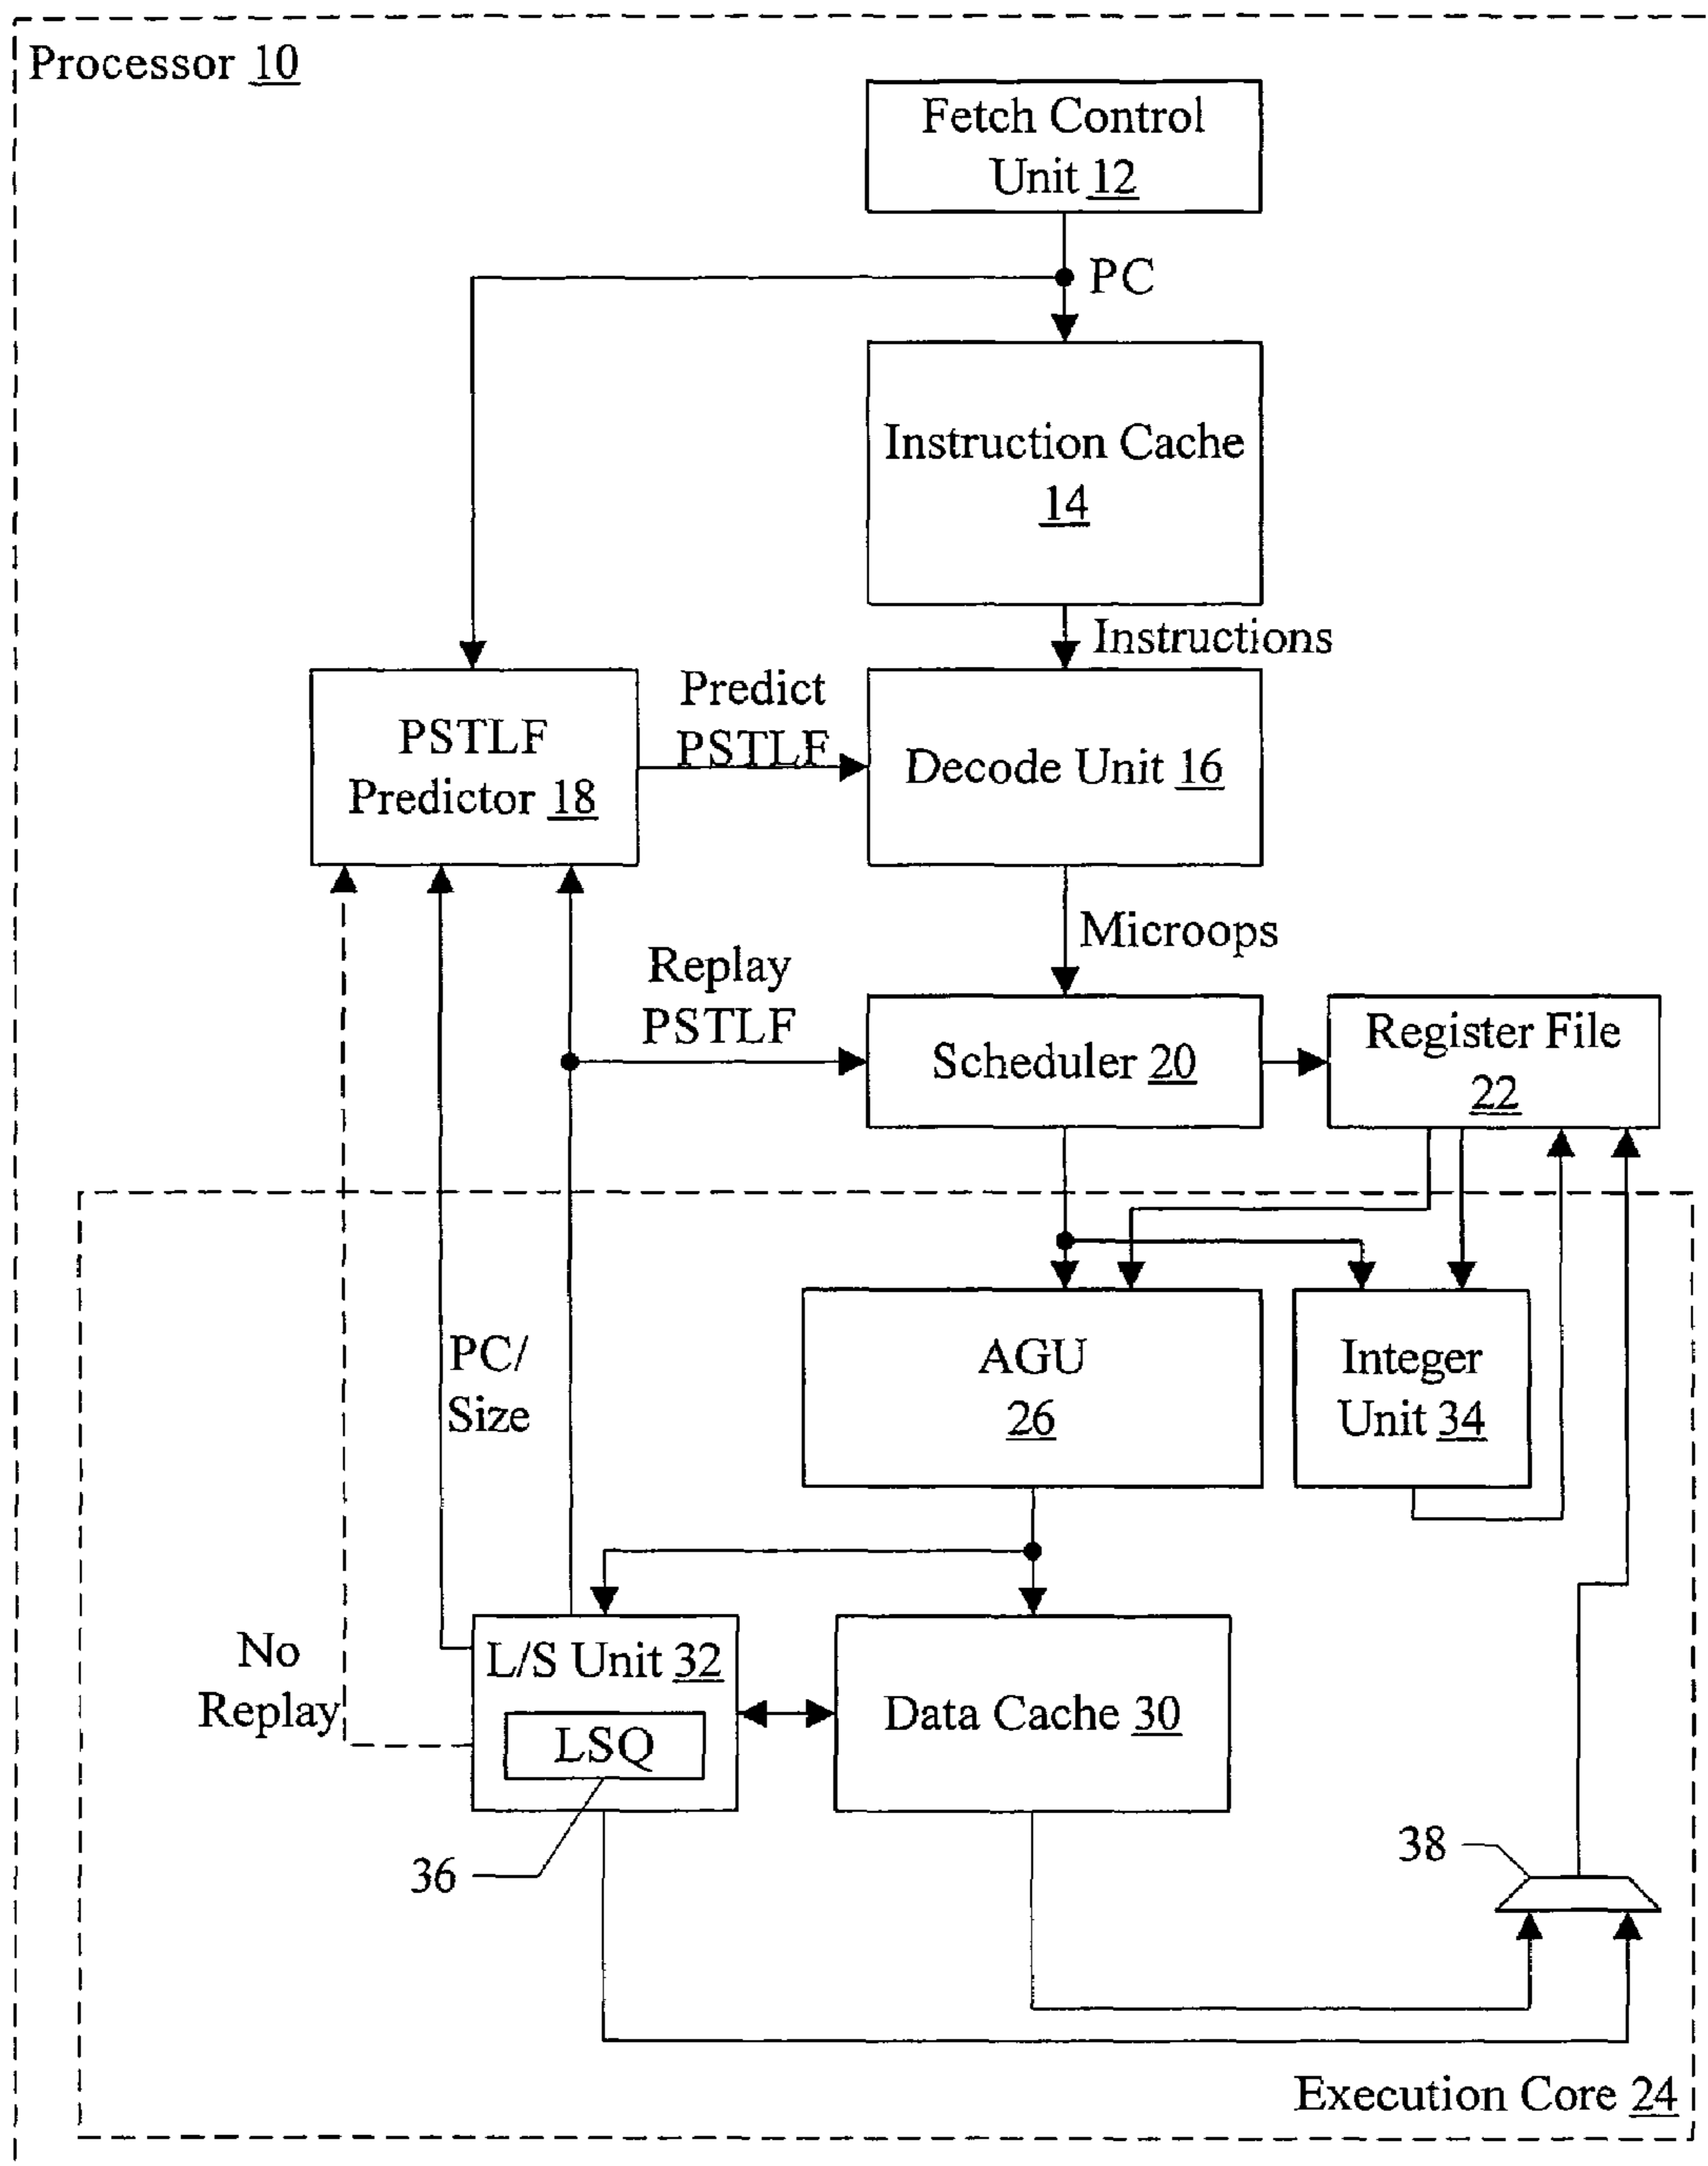 Processor 10
Fetch Control
Unit 12
PC
Instruction Cache
14
Instructions
PSTLF
Predictor 18
Predict
PSTLF
Decode Unit 16
Microops
Replay
PSTLF
Scheduler 20
Register File
22
PC/
Size
AGU
26
Integer
Unit 34
No
Replay
L/S Unit 32
LSQ
Data Cache 30
36
38
Execution Core 24